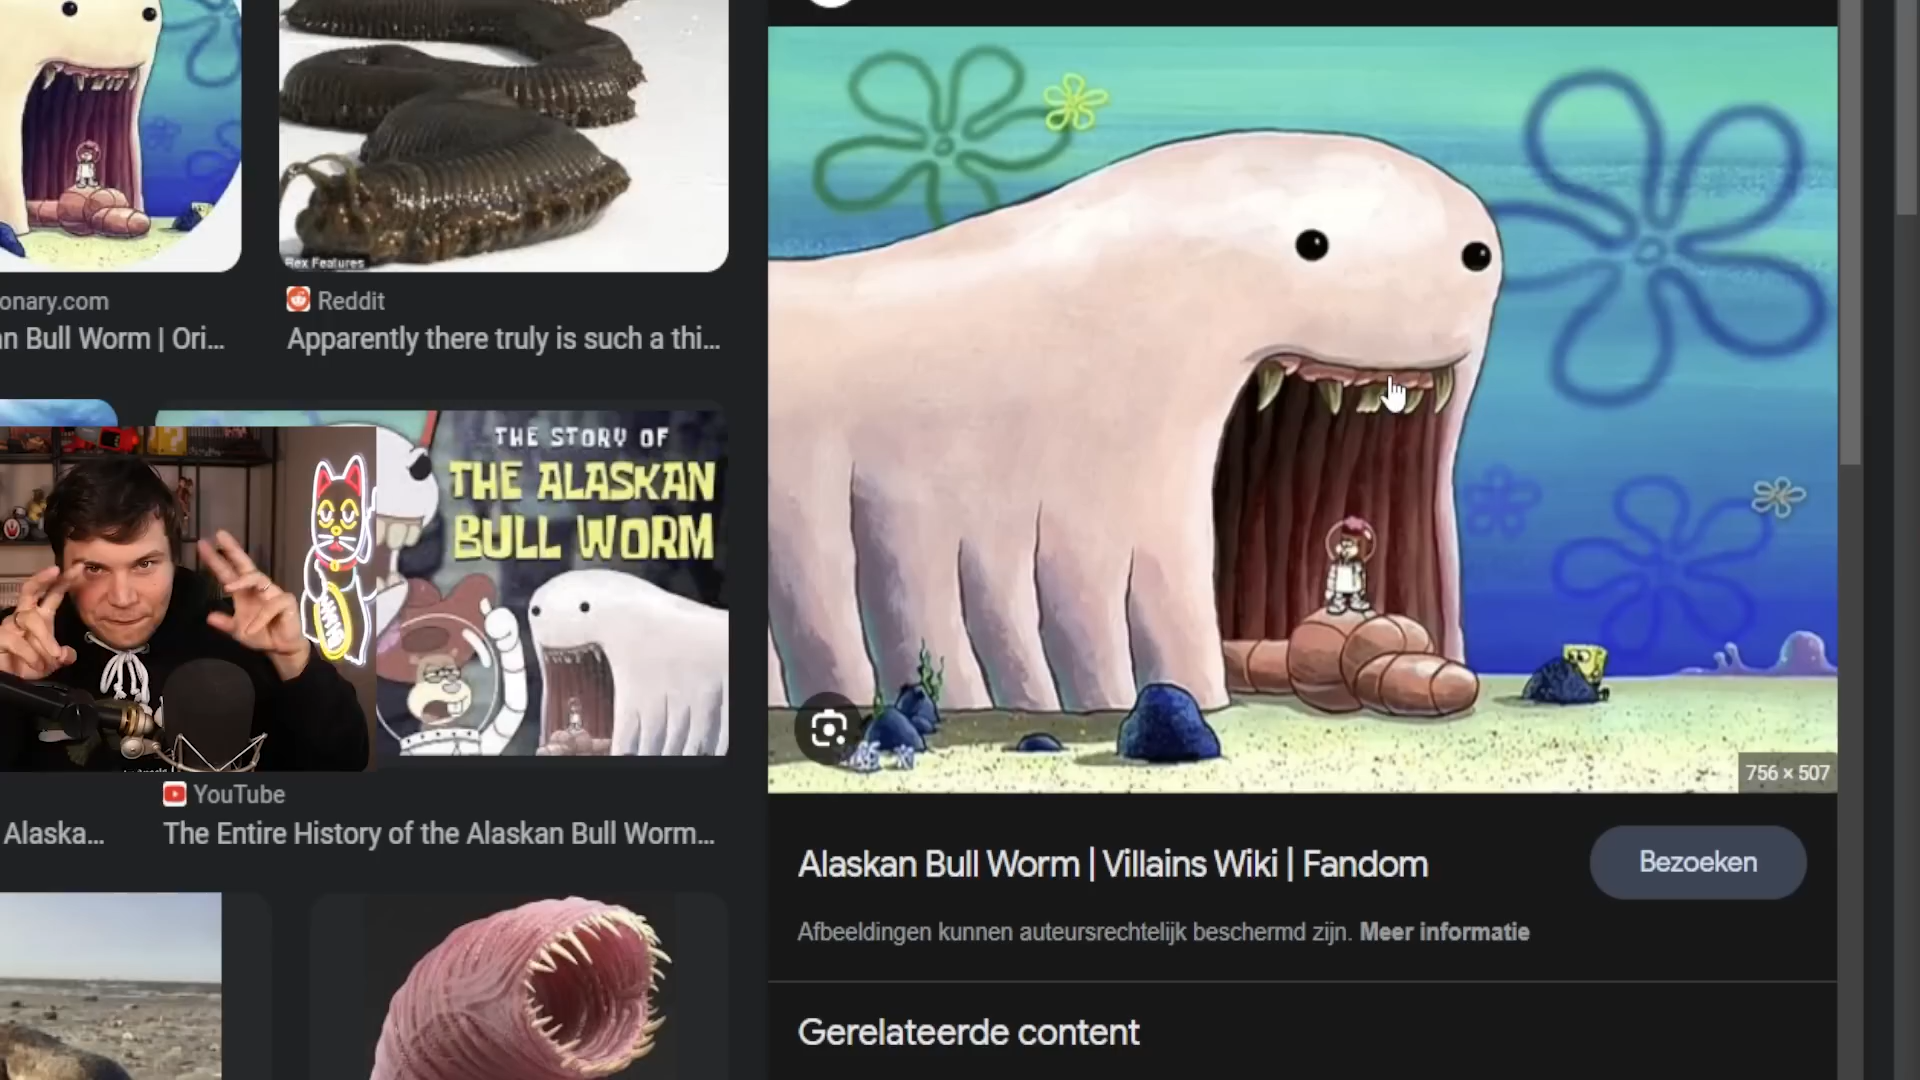 Rex Features
onary.com
Reddit
n Bull Worm | Ori...
Apparently there truly is such a thi...
THE STORY OF
THE ALASKAN
BULL WORM
YouTube
Alaska...
The Entire History of the Alaskan Bull Worm...
756 × 507
Alaskan Bull Worm | Villains Wiki | Fandom
Bezoeken
Afbeeldingen kunnen auteursrechtelijk beschermd zijn. Meer informatie
Gerelateerde content